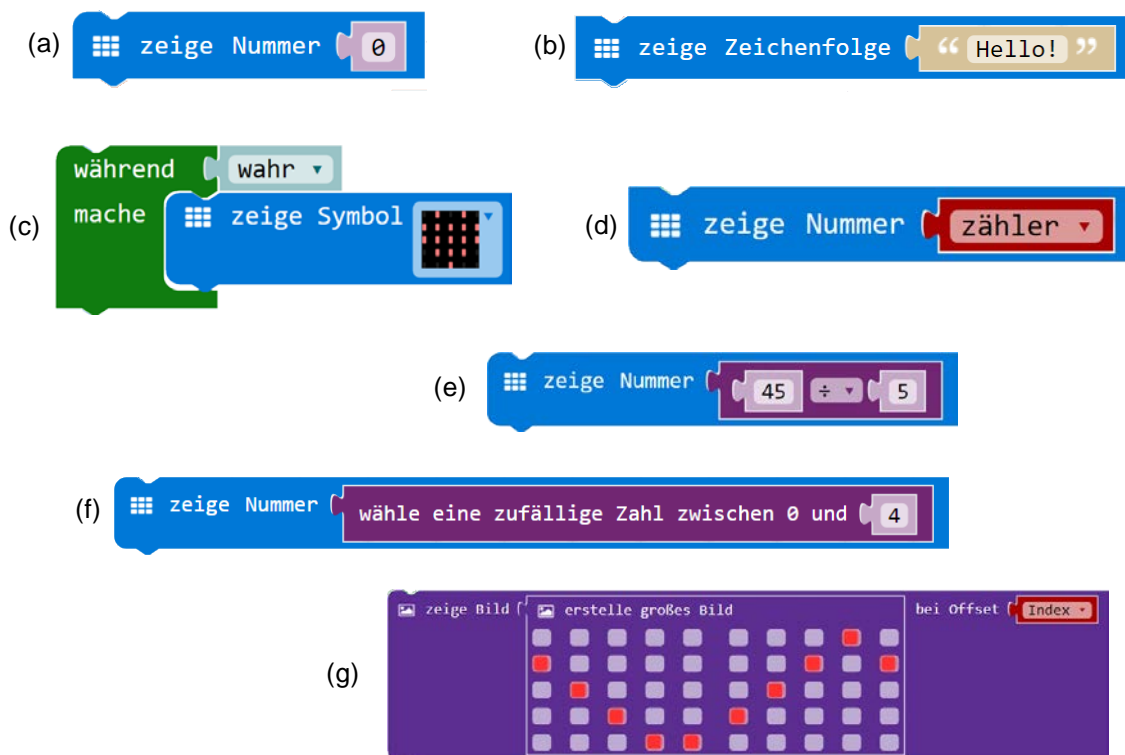 (a) zeige Nummer 0
(b) zeige Zeichenfolge “ Hello! ”
(c) während wahr
mache zeige Symbol
(d) zeige Nummer zähler
(e) zeige Nummer 45 ÷ 5
(f) zeige Nummer wähle eine zufällige Zahl zwischen 0 und 4
(g) zeige Bild erstelle großes Bild bei Offset Index